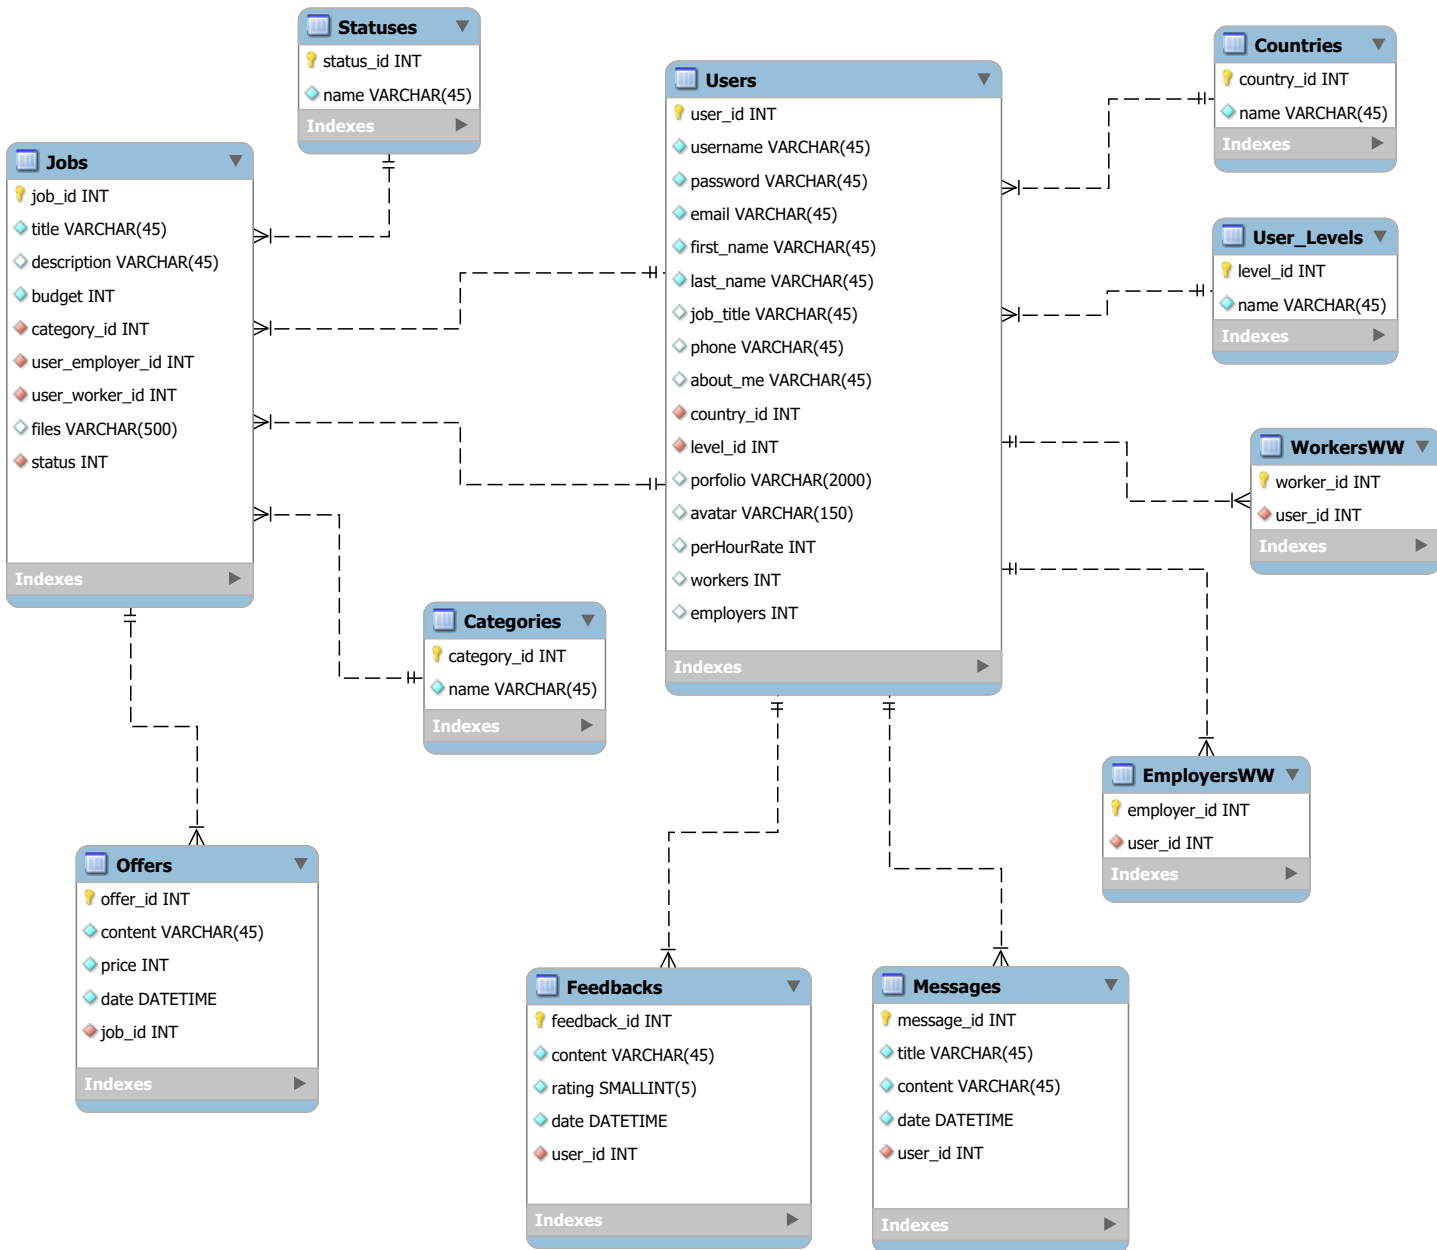 Statuses
status_id INT
name VARCHAR(45)
Indexes
Users
user_id INT
username VARCHAR(45)
password VARCHAR(45)
email VARCHAR(45)
first_name VARCHAR(45)
last_name VARCHAR(45)
job_title VARCHAR(45)
phone VARCHAR(45)
about_me VARCHAR(45)
country_id INT
level_id INT
porfolio VARCHAR(2000)
avatar VARCHAR(150)
perHourRate INT
workers INT
employers INT
Indexes
Countries
country_id INT
name VARCHAR(45)
Indexes
Jobs
job_id INT
title VARCHAR(45)
description VARCHAR(45)
budget INT
category_id INT
user_employer_id INT
user_worker_id INT
files VARCHAR(500)
status INT
Indexes
User_Levels
level_id INT
name VARCHAR(45)
Indexes
WorkersWW
worker_id INT
user_id INT
Indexes
Categories
category_id INT
name VARCHAR(45)
Indexes
EmployersWW
employer_id INT
user_id INT
Indexes
Offers
offer_id INT
content VARCHAR(45)
price INT
date DATETIME
job_id INT
Indexes
Feedbacks
feedback_id INT
content VARCHAR(45)
rating SMALLINT(5)
date DATETIME
user_id INT
Indexes
Messages
message_id INT
title VARCHAR(45)
content VARCHAR(45)
date DATETIME
user_id INT
Indexes